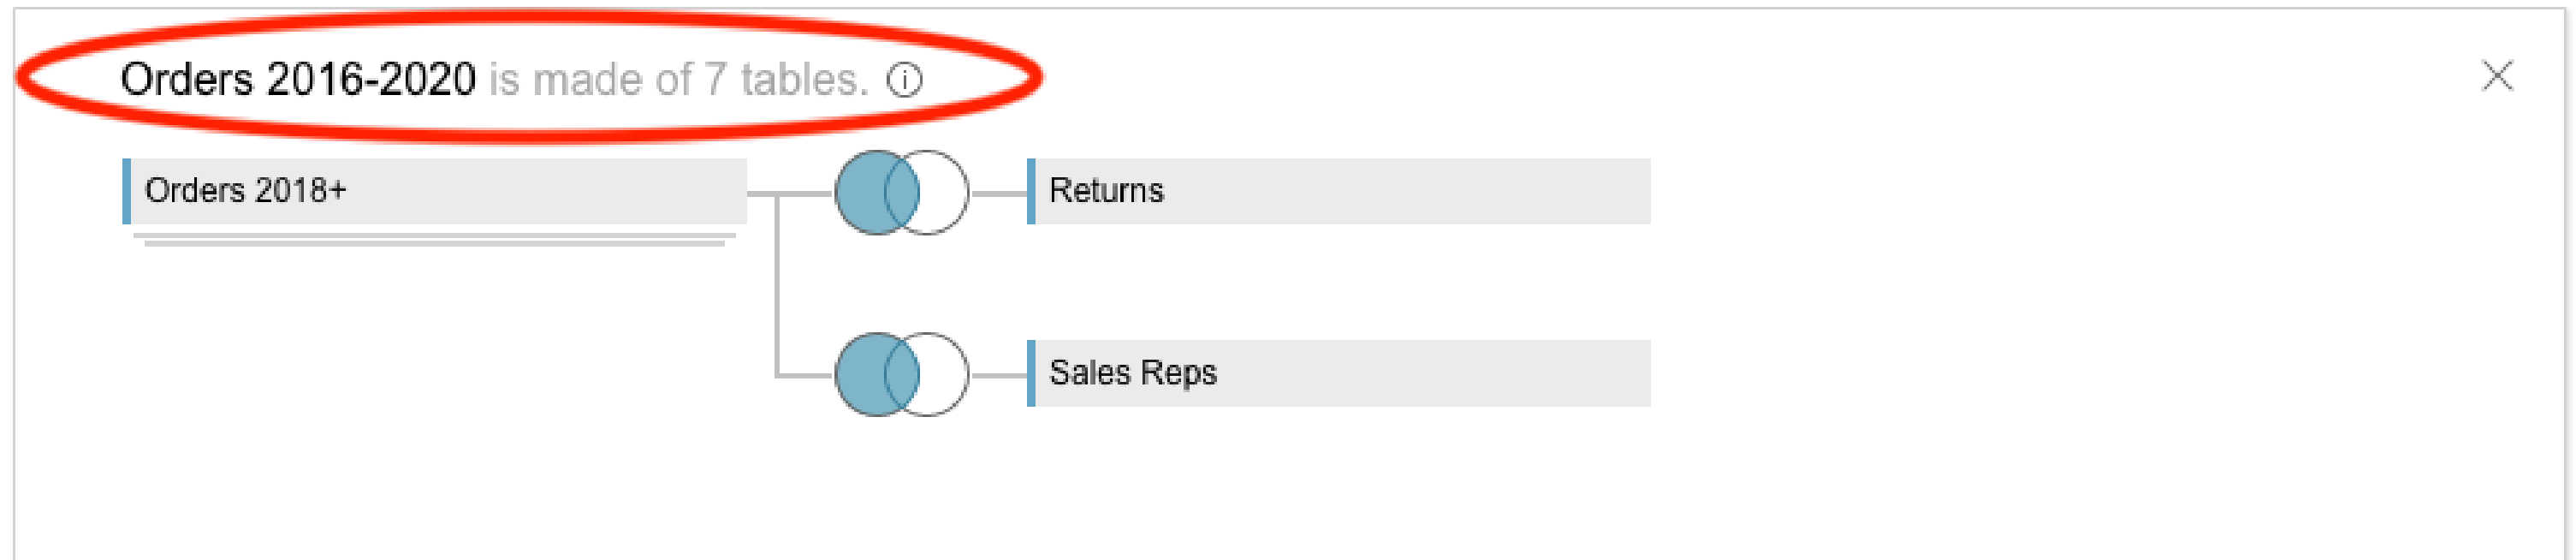 Orders 2016-2020 is made of 7 tables.
Orders 2018+
Returns
Sales Reps